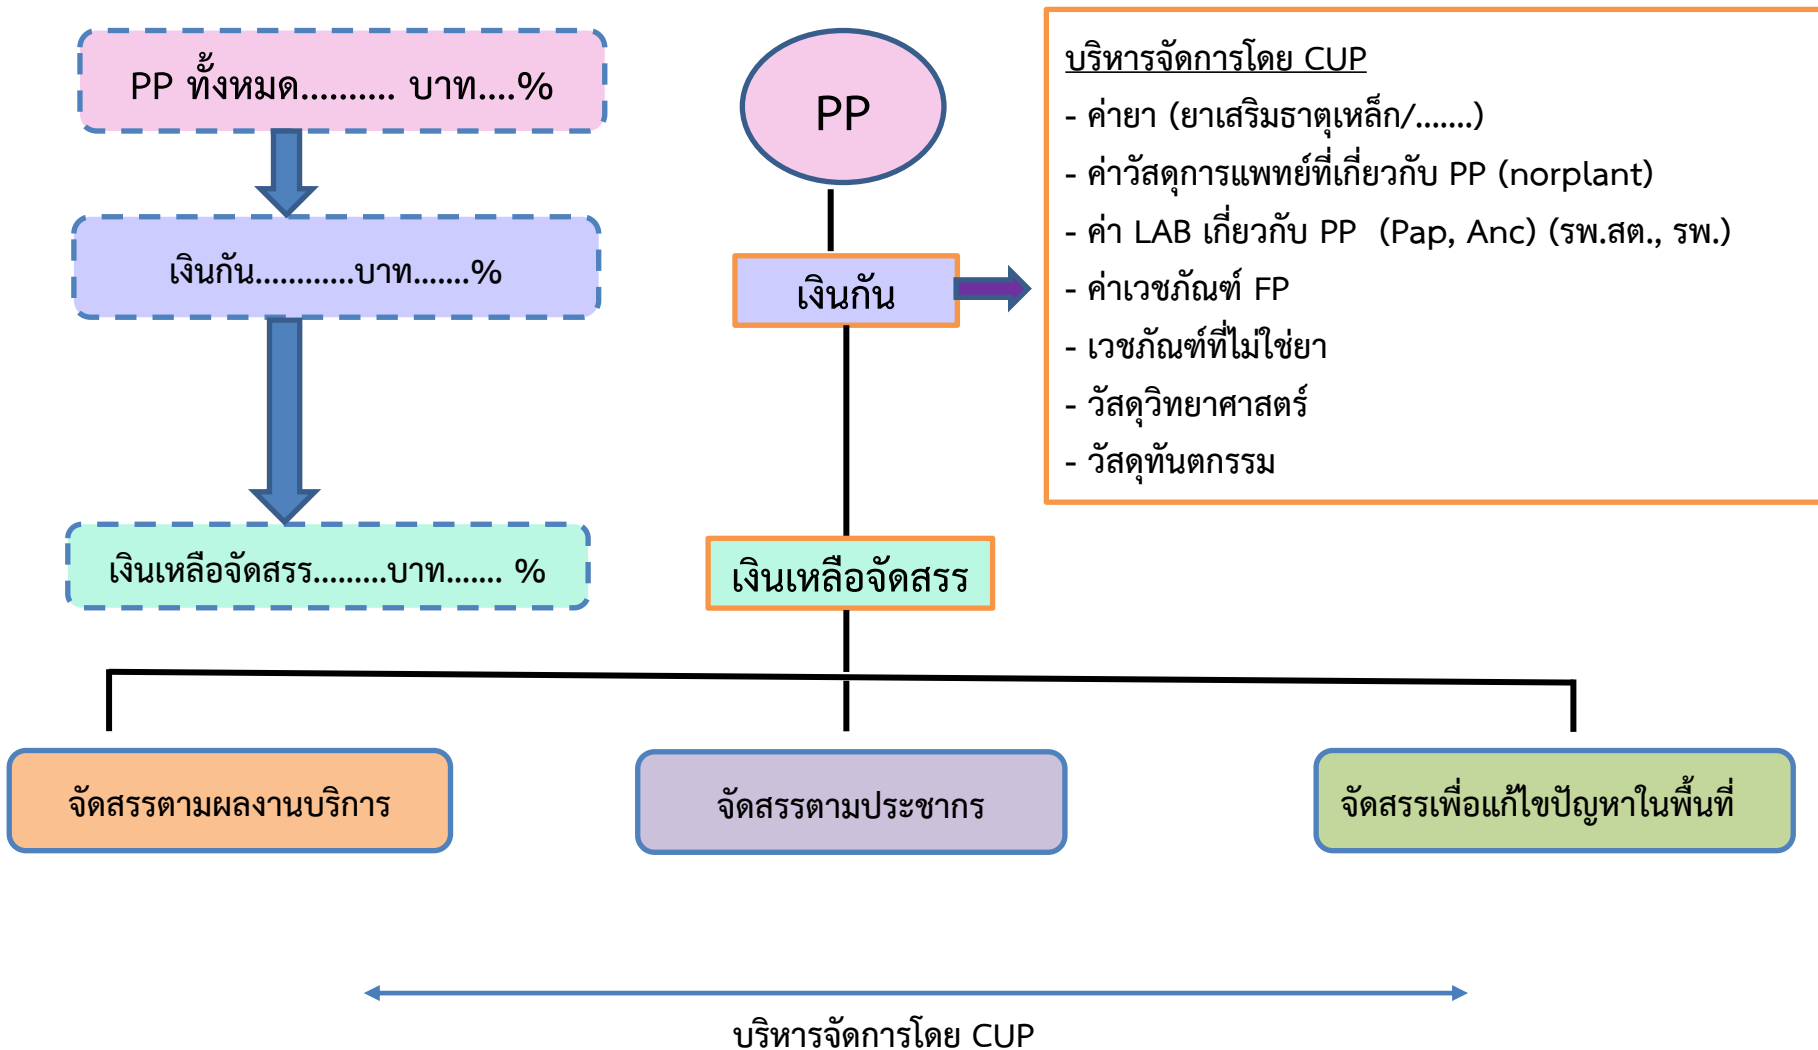 PP ทั้งหมด.......... บาท....%
เงินกัน............บาท.......%
เงินเหลือจัดสรร.........บาท....... %
PP
เงินกัน
เงินเหลือจัดสรร
บริหารจัดการโดย CUP
- ค่ายา (ยาเสริมธาตุเหล็ก/.......)
- ค่าวัสดุการแพทย์ที่เกี่ยวกับ PP (norplant)
- ค่า LAB เกี่ยวกับ PP (Pap, Anc) (รพ.สต., รพ.)
- ค่าเวชภัณฑ์ FP
- เวชภัณฑ์ที่ไม่ใช่ยา
- วัสดุวิทยาศาสตร์
- วัสดุทันตกรรม
จัดสรรตามผลงานบริการ
จัดสรรตามประชากร
จัดสรรเพื่อแก้ไขปัญหาในพื้นที่
บริหารจัดการโดย CUP